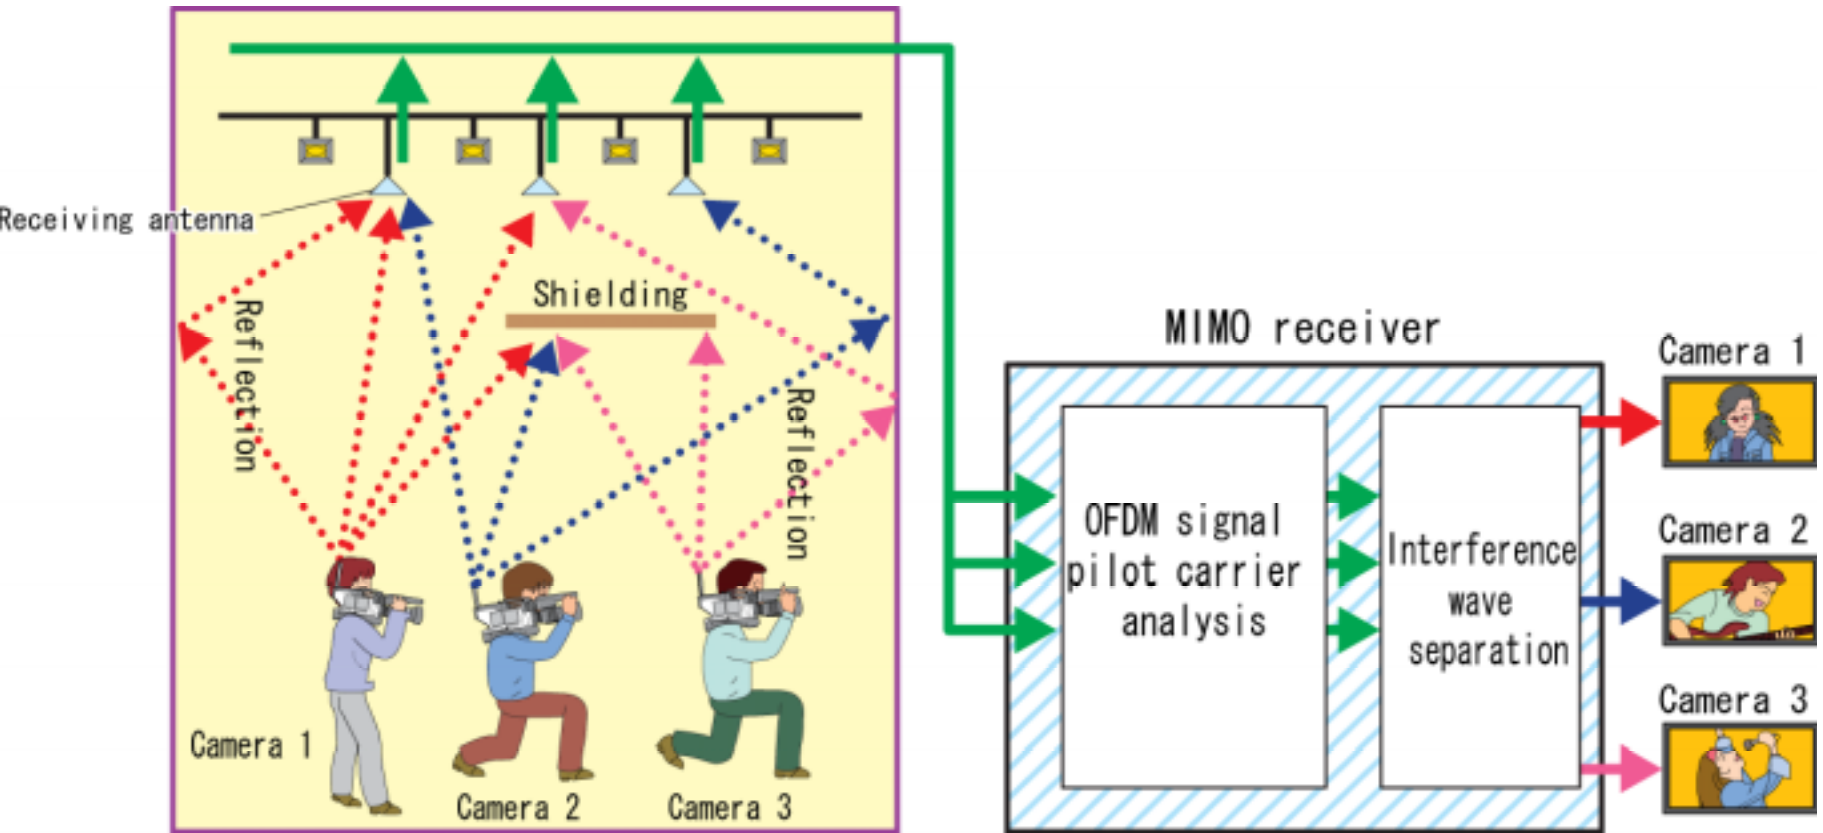 Receiving antenna
Shielding
Reflection
Reflection
Camera 1
Camera 2
Camera 3
MIMO receiver
OFDM signal
pilot carrier
analysis
Interference
wave
separation
Camera 1
Camera 2
Camera 3